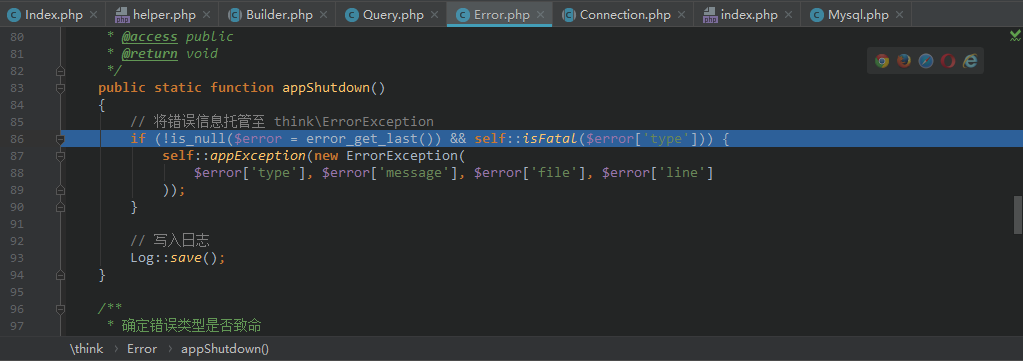 Index.php helper.php Builder.php Query.php Error.php Connection.php index.php Mysql.php
80 * @access public
81 * @return void
82 */
83 public static function appShutdown()
84 {
85 // 将错误信息托管至 think\ErrorException
86 if (!is_null($error = error_get_last()) && self::isFatal($error['type'])) {
87 self::appException(new ErrorException(
88 $error['type'], $error['message'], $error['file'], $error['line']
89 ));
90 }
91
92 // 写入日志
93 Log::save();
94 }
95
96 /**
97 * 确定错误类型是否致命
\think › Error › appShutdown()